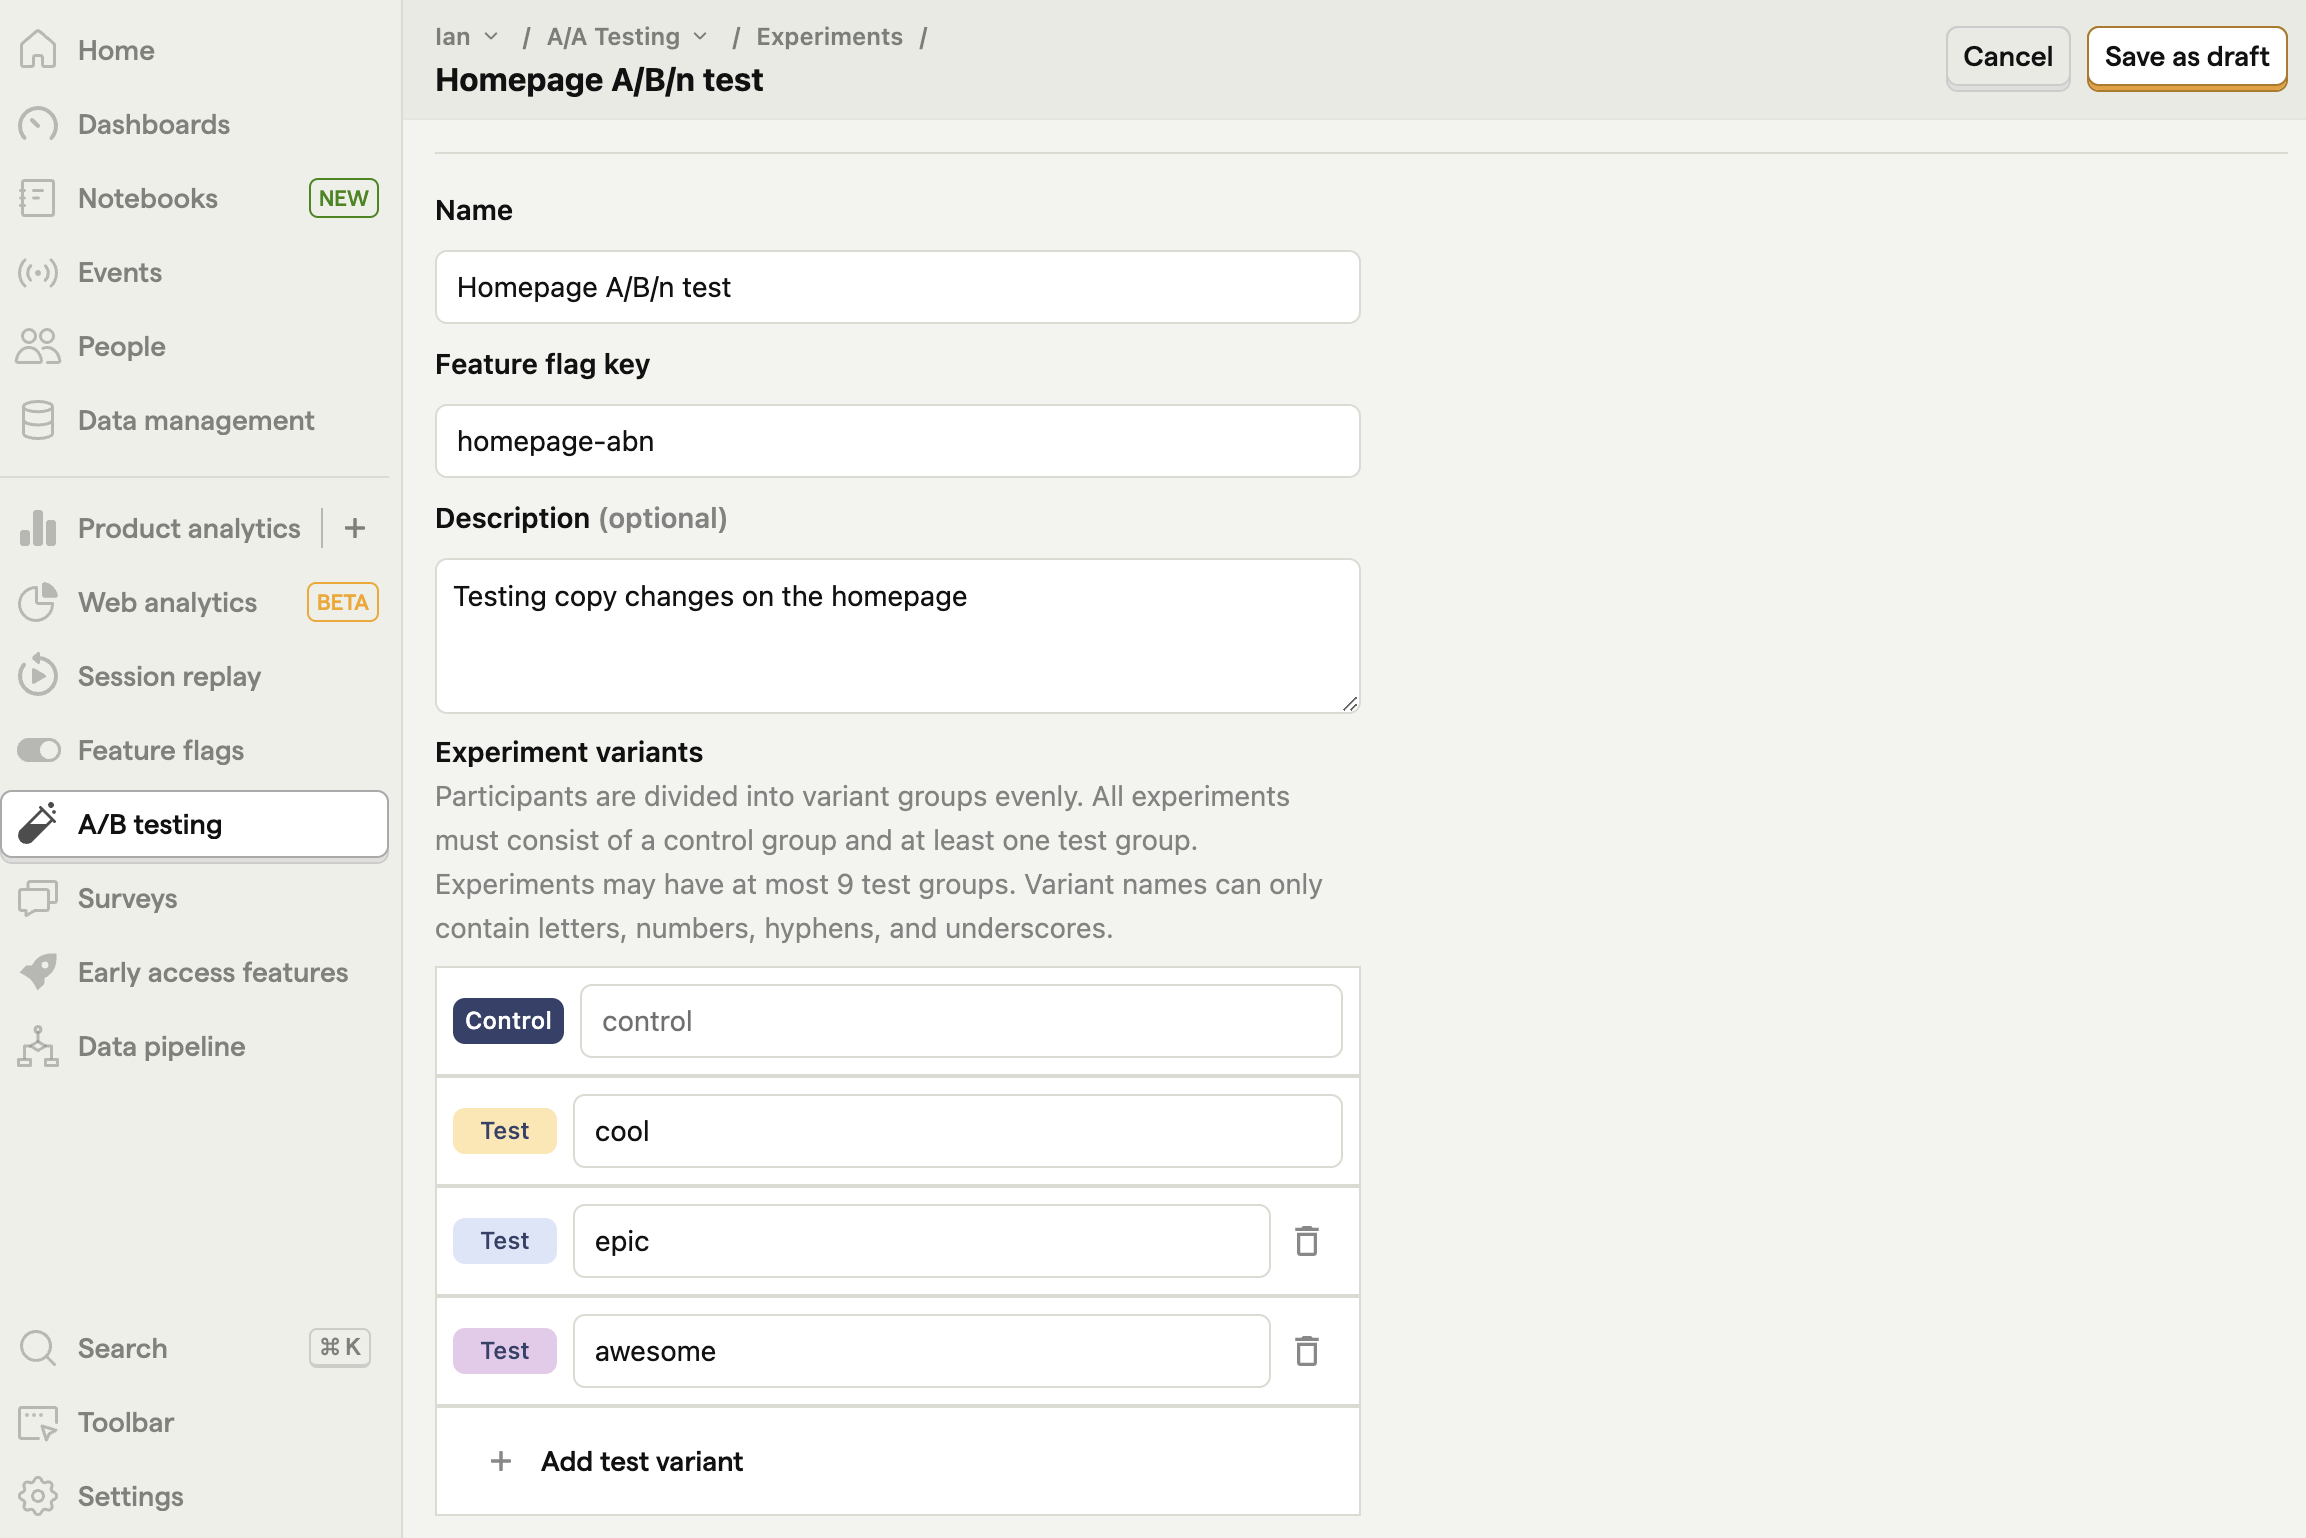 Home
Dashboards
Notebooks NEW
Events
People
Data management
Product analytics +
Web analytics BETA
Session replay
Feature flags
A/B testing
Surveys
Early access features
Data pipeline
Search ⌘ K
Toolbar
Settings
Ian / A/A Testing / Experiments /
Homepage A/B/n test
Cancel
Save as draft
Name
Homepage A/B/n test
Feature flag key
homepage-abn
Description (optional)
Testing copy changes on the homepage
Experiment variants
Participants are divided into variant groups evenly. All experiments
must consist of a control group and at least one test group.
Experiments may have at most 9 test groups. Variant names can only
contain letters, numbers, hyphens, and underscores.
Control control
Test cool
Test epic
Test awesome
+ Add test variant